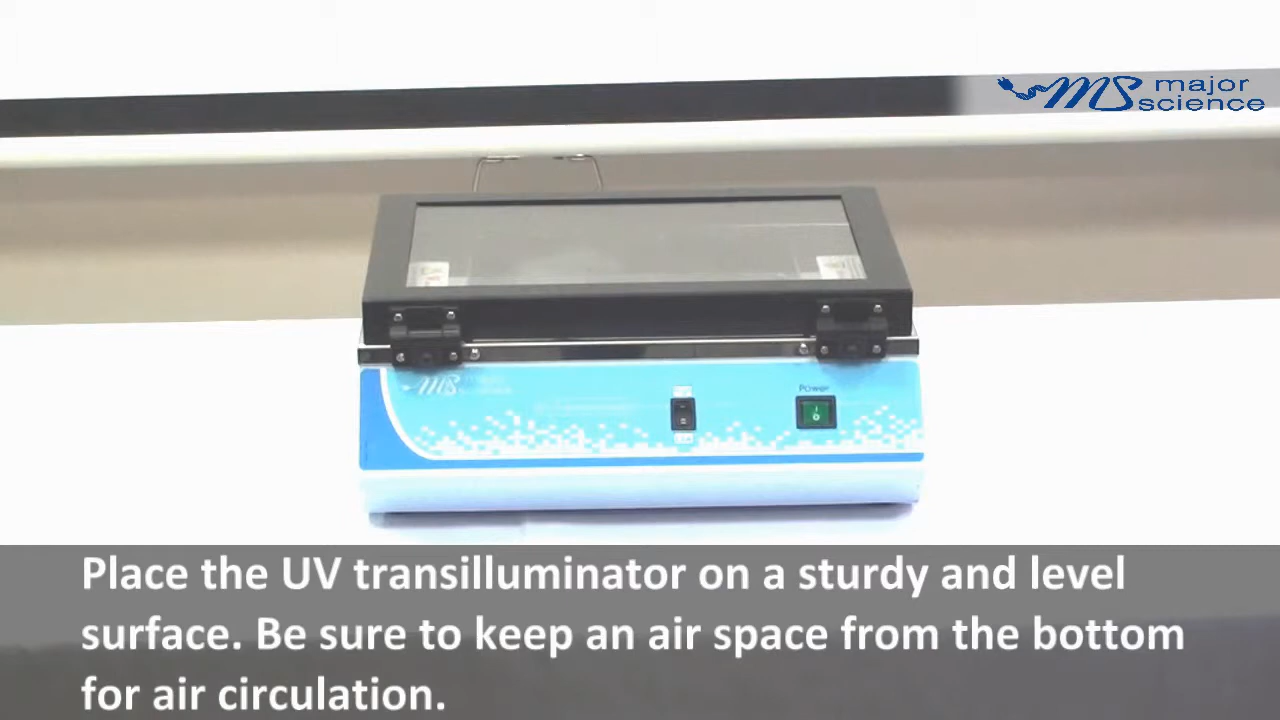 major
science
MS
Power
Place the UV transilluminator on a sturdy and level
surface. Be sure to keep an air space from the bottom
for air circulation.